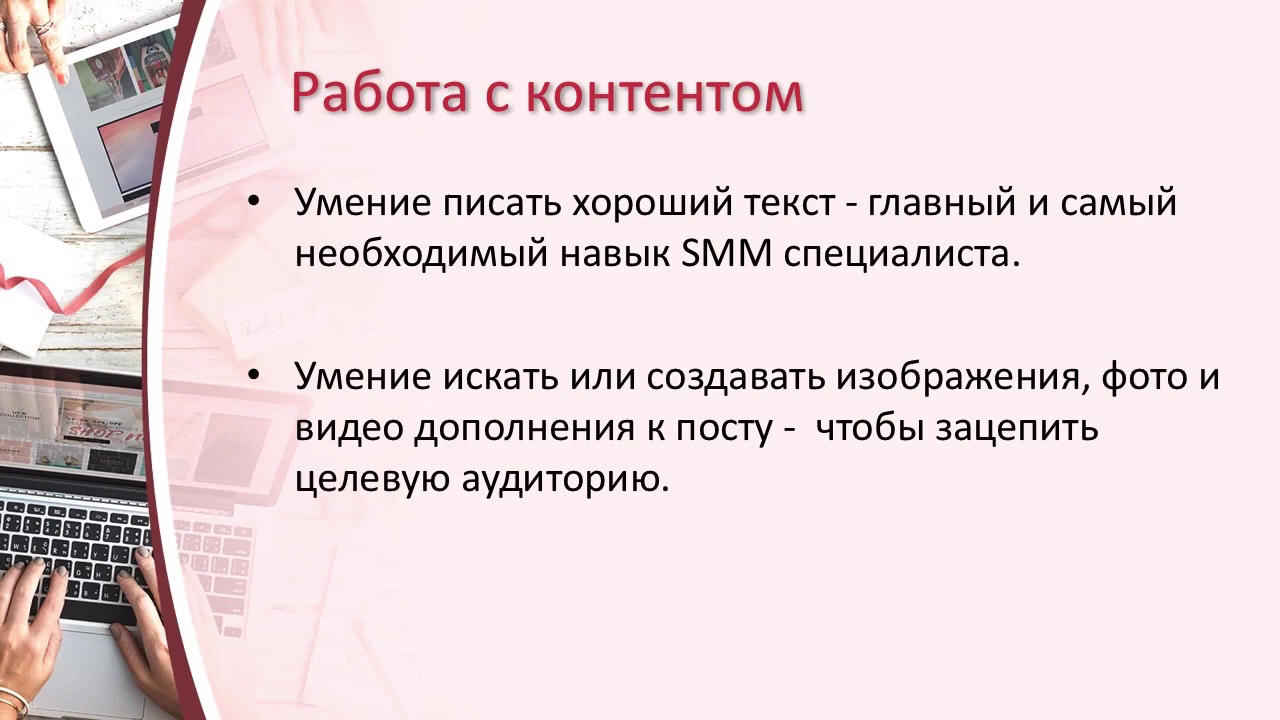 Работа с контентом
• Умение писать хороший текст - главный и самый
необходимый навык SMM специалиста.
• Умение искать или создавать изображения, фото и
видео дополнения к посту -  чтобы зацепить
целевую аудиторию.